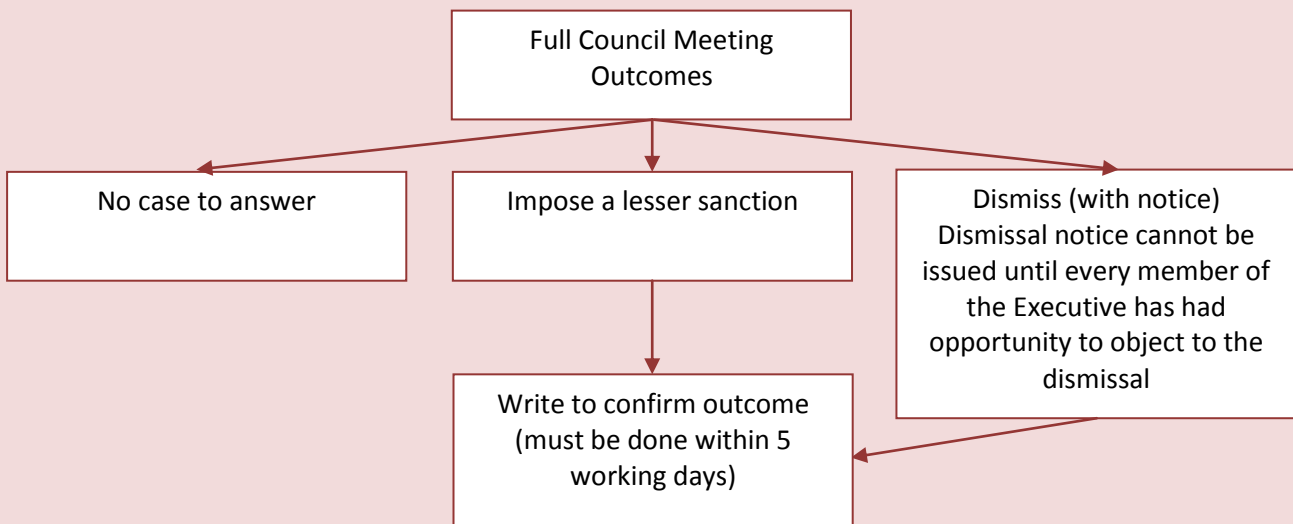 Full Council Meeting
Outcomes
No case to answer
Impose a lesser sanction
Dismiss (with notice)
Dismissal notice cannot be
issued until every member of
the Executive has had
opportunity to object to the
dismissal
Write to confirm outcome
(must be done within 5
working days)